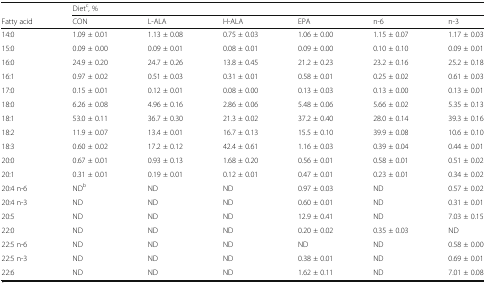 Diet^c, %
Fatty acid CON L-ALA H-ALA EPA n-6 n-3
14:0 1.09 ± 0.01 1.13 ± 0.08 0.75 ± 0.03 1.06 ± 0.00 1.15 ± 0.07 1.17 ± 0.03
15:0 0.09 ± 0.00 0.09 ± 0.01 0.08 ± 0.01 0.09 ± 0.00 0.10 ± 0.10 0.09 ± 0.01
16:0 24.9 ± 0.20 24.7 ± 0.26 13.8 ± 0.45 21.2 ± 0.23 23.2 ± 0.16 25.2 ± 0.18
16:1 0.97 ± 0.02 0.51 ± 0.03 0.31 ± 0.01 0.58 ± 0.01 0.25 ± 0.02 0.61 ± 0.03
17:0 0.15 ± 0.01 0.12 ± 0.01 0.08 ± 0.00 0.13 ± 0.03 0.13 ± 0.00 0.13 ± 0.01
18:0 6.26 ± 0.08 4.96 ± 0.16 2.86 ± 0.06 5.48 ± 0.06 5.66 ± 0.02 5.35 ± 0.13
18:1 53.0 ± 0.11 36.7 ± 0.30 21.3 ± 0.02 37.2 ± 0.40 28.0 ± 0.14 39.3 ± 0.16
18:2 11.9 ± 0.07 13.4 ± 0.01 16.7 ± 0.13 15.5 ± 0.10 39.9 ± 0.08 10.6 ± 0.10
18:3 0.60 ± 0.02 17.2 ± 0.12 42.4 ± 0.61 1.16 ± 0.03 0.39 ± 0.04 0.44 ± 0.01
20:0 0.67 ± 0.01 0.93 ± 0.13 1.68 ± 0.20 0.56 ± 0.01 0.58 ± 0.01 0.51 ± 0.02
20:1 0.31 ± 0.01 0.19 ± 0.01 0.12 ± 0.01 0.47 ± 0.01 0.23 ± 0.01 0.34 ± 0.02
20:4 n-6 ND^b ND ND 0.97 ± 0.03 ND 0.57 ± 0.02
20:4 n-3 ND ND ND 0.60 ± 0.01 ND 0.31 ± 0.01
20:5 ND ND ND 12.9 ± 0.41 ND 7.03 ± 0.15
22:0 ND ND ND 0.20 ± 0.02 0.35 ± 0.03 ND
22:5 n-6 ND ND ND ND ND 0.58 ± 0.00
22:5 n-3 ND ND ND 0.38 ± 0.01 ND 0.69 ± 0.01
22:6 ND ND ND 1.62 ± 0.11 ND 7.01 ± 0.08